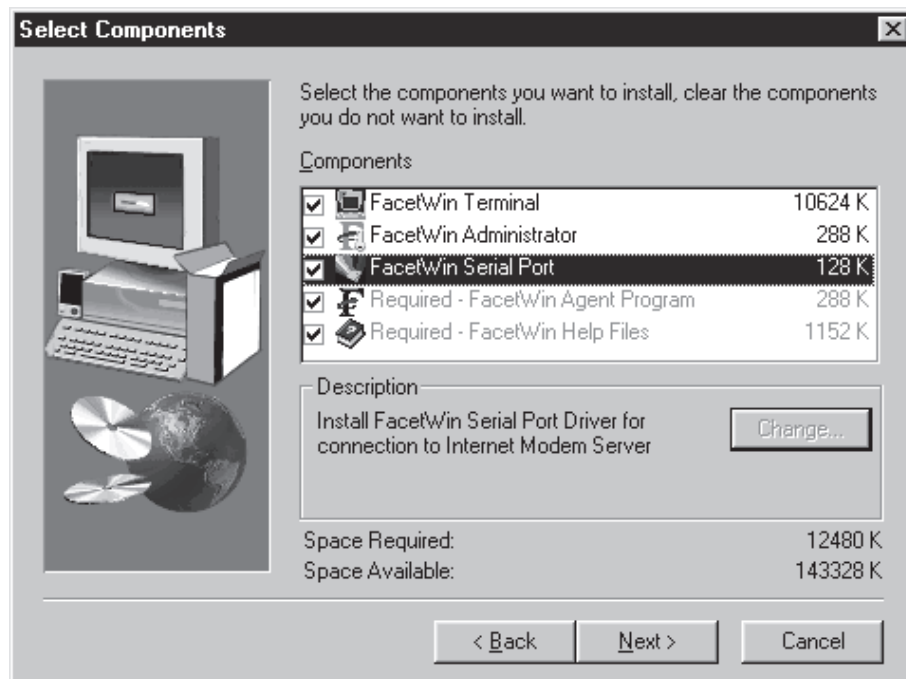 Select Components
Select the components you want to install, clear the components
you do not want to install.
Components
FacetWin Terminal 10624 K
FacetWin Administrator 288 K
FacetWin Serial Port 128 K
Required - FacetWin Agent Program 288 K
Required - FacetWin Help Files 1152 K
Description
Install FacetWin Serial Port Driver for
connection to Internet Modem Server
Change...
Space Required: 12480 K
Space Available: 143328 K
< Back Next > Cancel